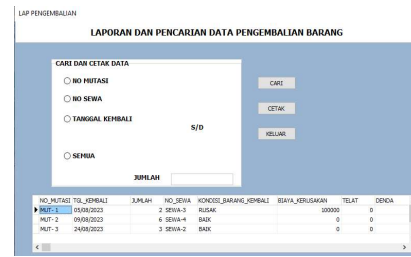 LAP PENGEMBALIAN
LAPORAN DAN PENCARIAN DATA PENGEMBALIAN BARANG
CARI DAN CETAK DATA
NO MUTASI
NO SEWA
TANGGAL KEMBALI
S/D
SEMUA
JUMLAH
CARI
CETAK
KELUAR
NO_MUTASI TGL_KEMBALI JUMLAH NO_SEWA KONDISI_BARANG_KEMBALI BIAYA_KERUSAKAN TELAT DENDA
MUT- 1 05/08/2023 2 SEWA-3 RUSAK 100000 0
MUT- 2 09/08/2023 6 SEWA-4 BAIK 0 0
MUT- 3 24/08/2023 3 SEWA-2 BAIK 0 0